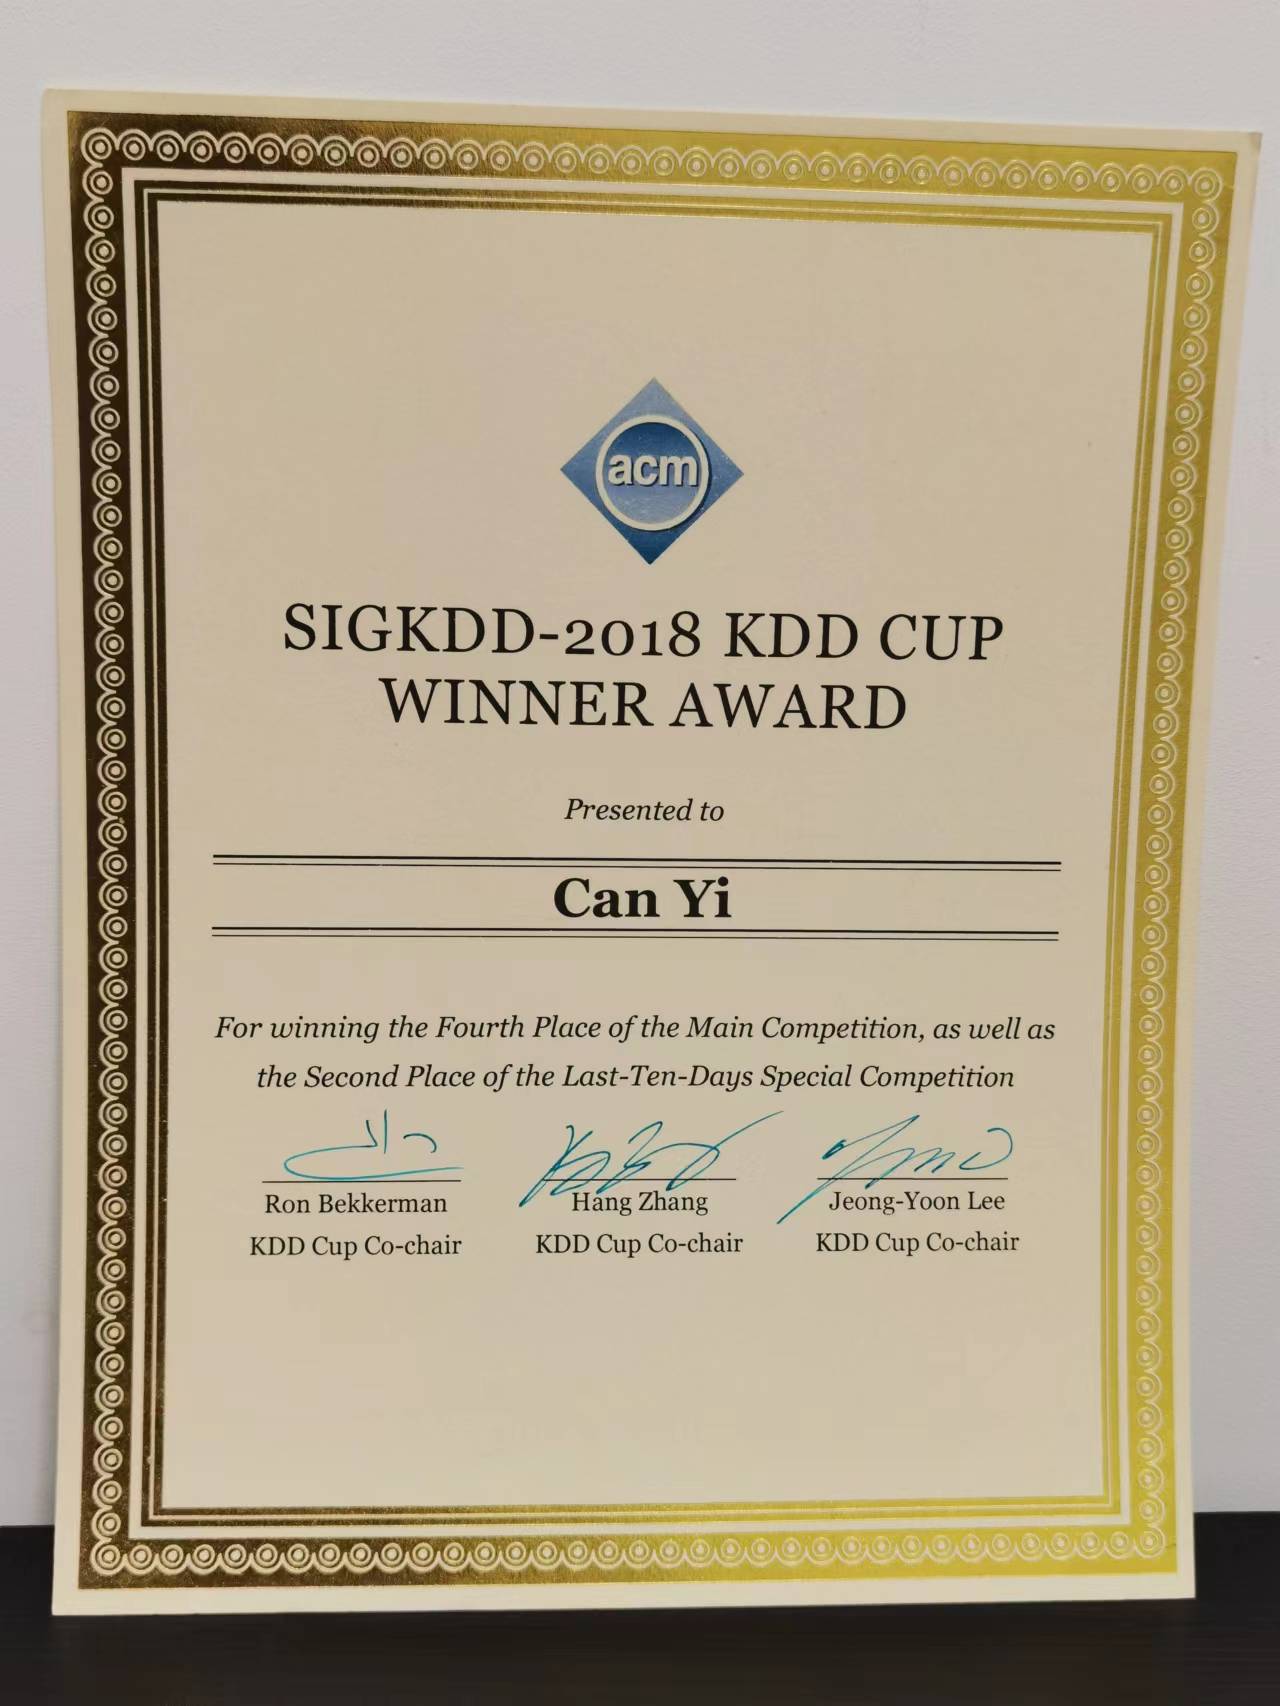 acm
SIGKDD-2018 KDD CUP
WINNER AWARD
Presented to
Can Yi
For winning the Fourth Place of the Main Competition, as well as
the Second Place of the Last-Ten-Days Special Competition
Ron Bekkerman
Hang Zhang
Jeong-Yoon Lee
KDD Cup Co-chair
KDD Cup Co-chair
KDD Cup Co-chair